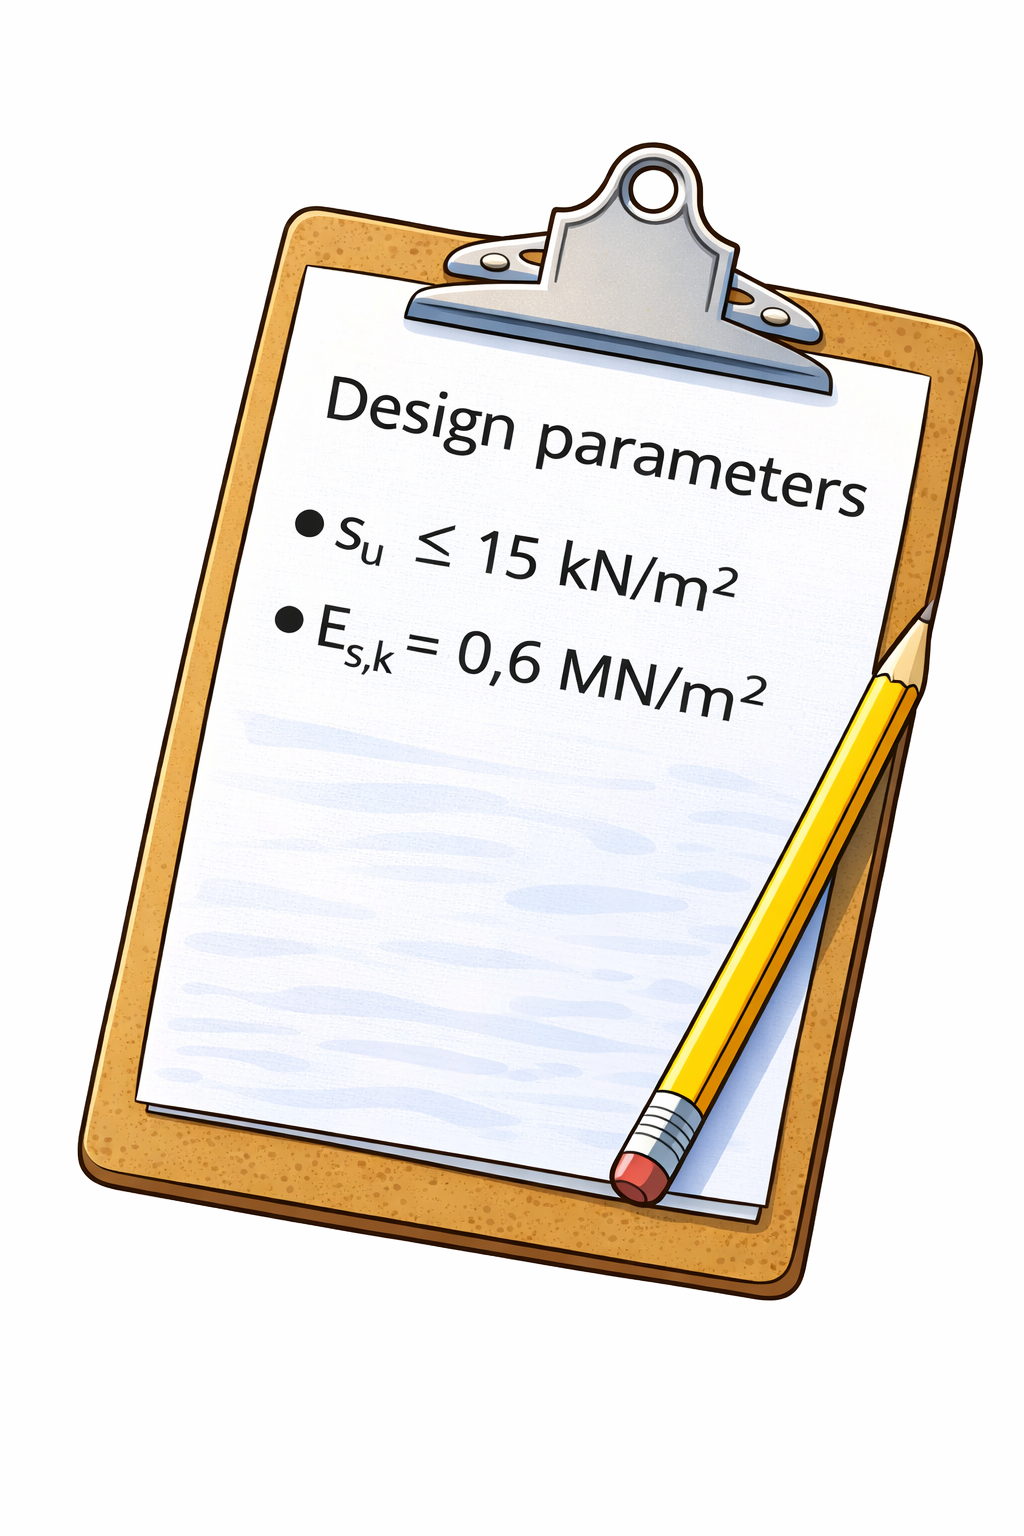 Design parameters
● su ≤ 15 kN/m²
● Es,k = 0,6 MN/m²